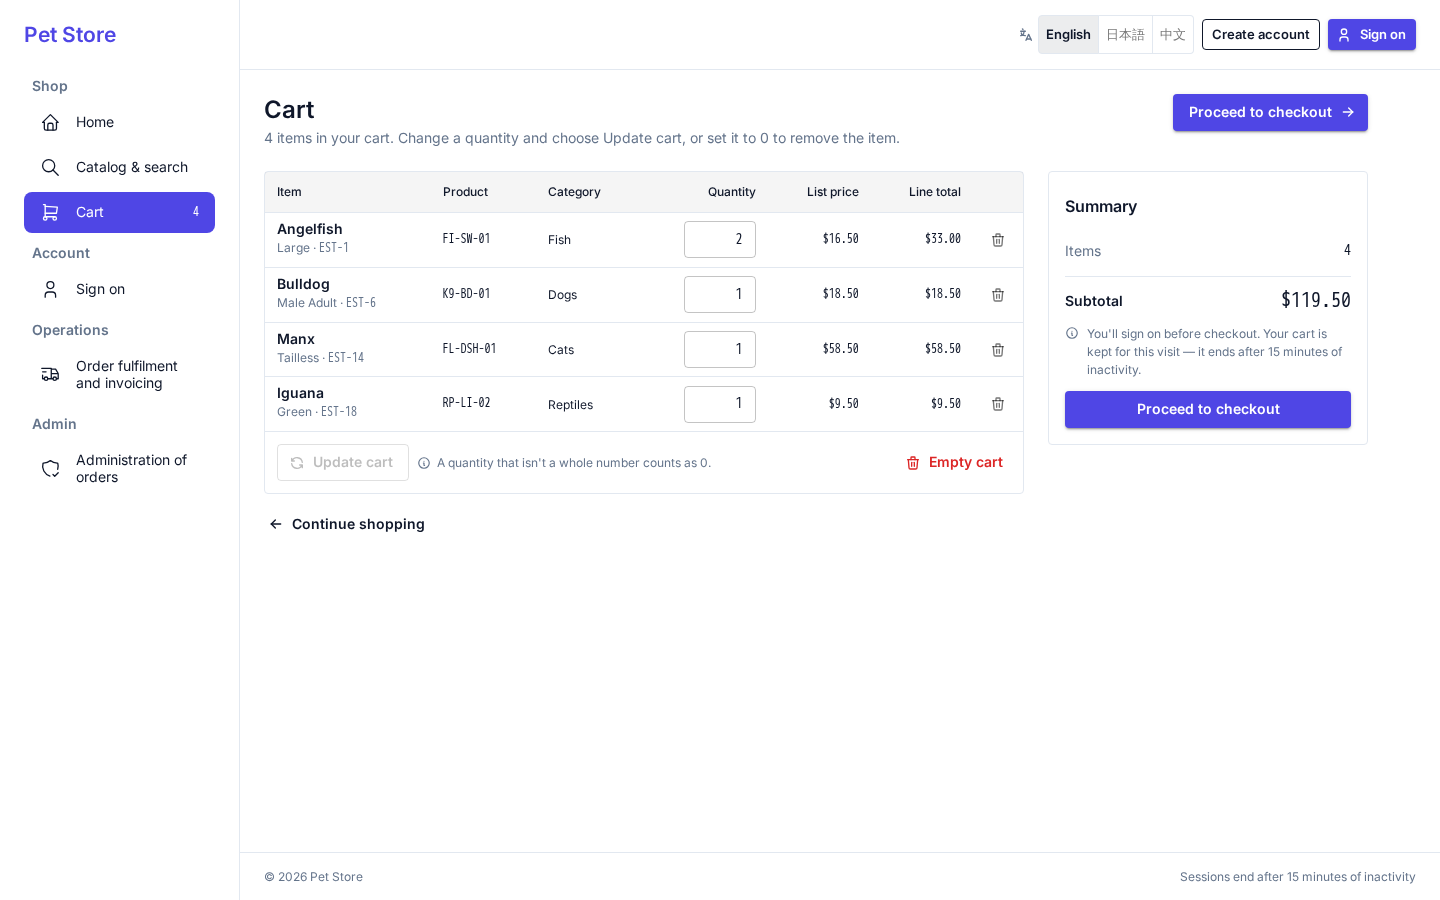 Pet Store
English
日本語
中文
Create account
Sign on
Shop
Home
Catalog & search
Cart
4
Account
Sign on
Operations
Order fulfilment
and invoicing
Admin
Administration of
orders
Cart
4 items in your cart. Change a quantity and choose Update cart, or set it to 0 to remove the item.
Proceed to checkout
Item Product Category Quantity List price Line total
Angelfish
Large · EST-1
FI-SW-01 Fish 2 $16.50 $33.00
Bulldog
Male Adult · EST-6
K9-BD-01 Dogs 1 $18.50 $18.50
Manx
Tailless · EST-14
FL-DSH-01 Cats 1 $58.50 $58.50
Iguana
Green · EST-18
RP-LI-02 Reptiles 1 $9.50 $9.50
Update cart
A quantity that isn't a whole number counts as 0.
Empty cart
Continue shopping
Summary
Items 4
Subtotal $119.50
You'll sign on before checkout. Your cart is
kept for this visit — it ends after 15 minutes of
inactivity.
Proceed to checkout
© 2026 Pet Store
Sessions end after 15 minutes of inactivity